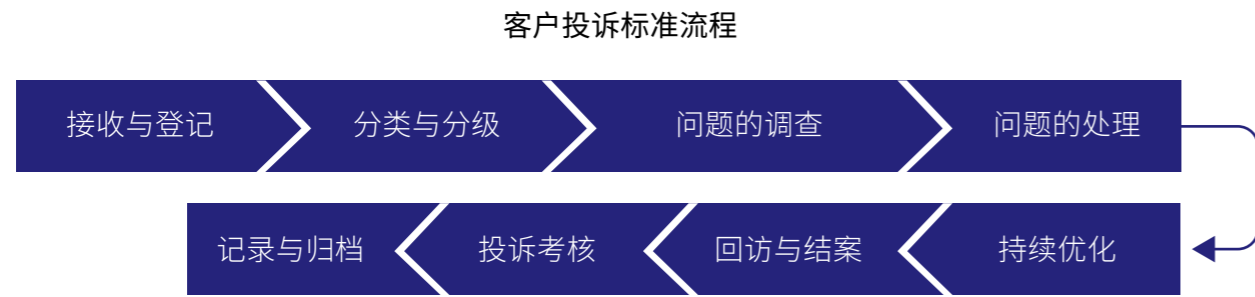 客户投诉标准流程
接收与登记
分类与分级
问题的调查
问题的处理
持续优化
回访与结案
投诉考核
记录与归档